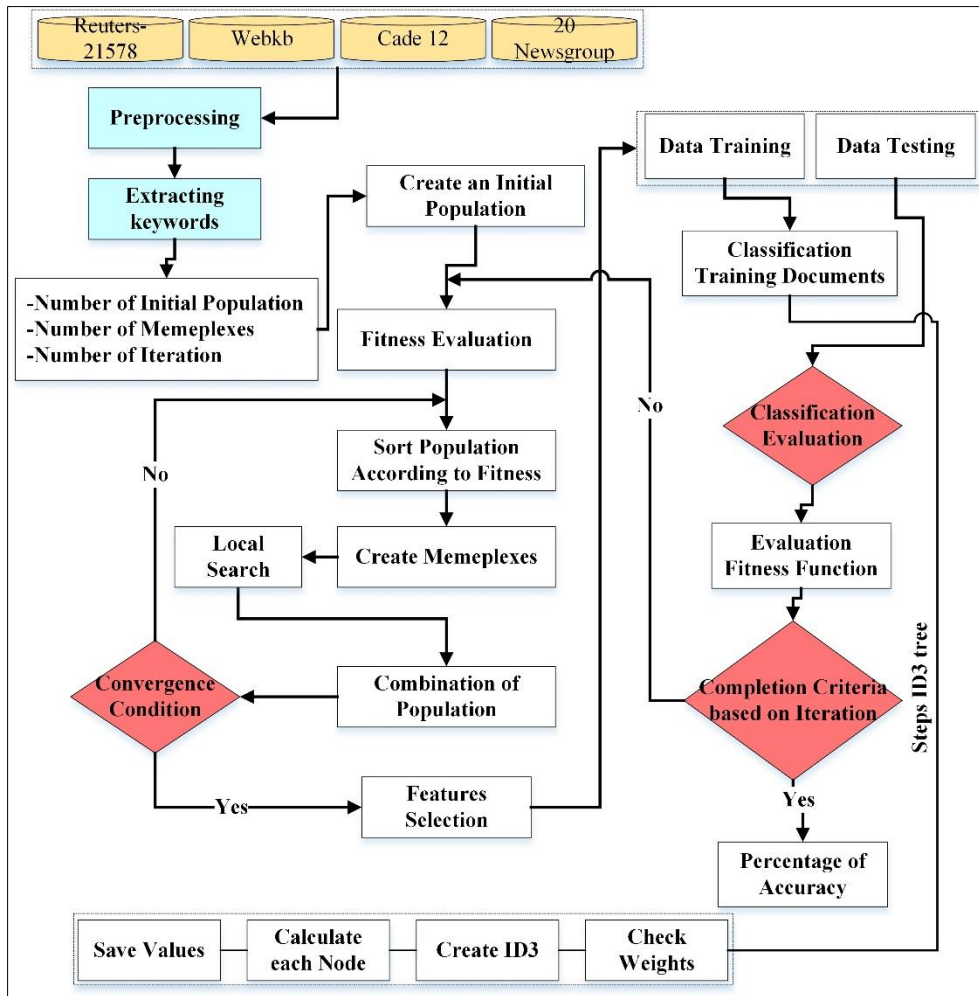 Reuters-
21578
Webkb
Cade 12
20
Newsgroup
Preprocessing
Extracting
keywords
-Number of Initial Population
-Number of Memeplexes
-Number of Iteration
Create an Initial
Population
Fitness Evaluation
Sort Population
According to Fitness
Create Memeplexes
Local
Search
Combination of
Population
Convergence
Condition
No
Yes
Features
Selection
Data Training
Data Testing
Classification
Training Documents
Classification
Evaluation
Evaluation
Fitness Function
Completion Criteria
based on Iteration
No
Yes
Percentage of
Accuracy
Steps ID3 tree
Save Values
Calculate
each Node
Create ID3
Check
Weights